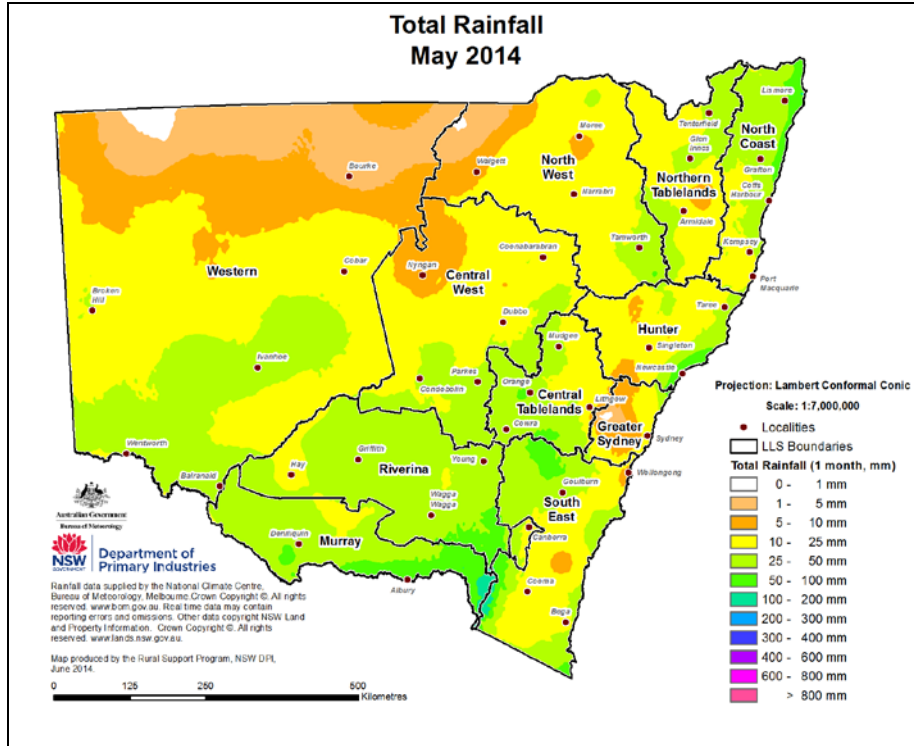 Total Rainfall
May 2014
Lismore
Tenterfield
North
Coast
Moree
Glen
Innes
Bourke
Walgett
North
West
Northern
Tablelands
Grafton
Coffs
Harbour
Narrabri
Armidale
Coonabarabran
Tamworth
Kempsey
Port
Macquarie
Western
Cobar
Nyngan
Central
West
Broken
Hill
Taree
Dubbo
Hunter
Mudgee
Singleton
Ivanhoe
Newcastle
Parkes
Condobolin
Orange
Central
Tablelands
Lithgow
Greater
Sydney
Cowra
Sydney
Wentworth
Griffith
Young
Hay
Riverina
Wollongong
Balranald
Goulburn
Wagga
Wagga
South
East
Deniliquin
Murray
Canberra
Albury
Cooma
Bega
Projection: Lambert Conformal Conic
Scale: 1:7,000,000
Localities
LLS Boundaries
Total Rainfall (1 month, mm)
0 - 1 mm
1 - 5 mm
5 - 10 mm
10 - 25 mm
25 - 50 mm
50 - 100 mm
100 - 200 mm
200 - 300 mm
300 - 400 mm
400 - 600 mm
600 - 800 mm
> 800 mm
Australian Government
Bureau of Meteorology
NSW
GOVERNMENT
Department of
Primary Industries
Rainfall data supplied by the National Climate Centre,
Bureau of Meteorology, Melbourne.Crown Copyright ©. All rights
reserved. www.bom.gov.au. Real time data may contain
reporting errors and omissions. Other data copyright NSW Land
and Property Information. Crown Copyright ©. All rights
reserved. www.lands.nsw.gov.au.
Map produced by the Rural Support Program, NSW DPI,
June 2014.
0 125 250 500
Kilometres